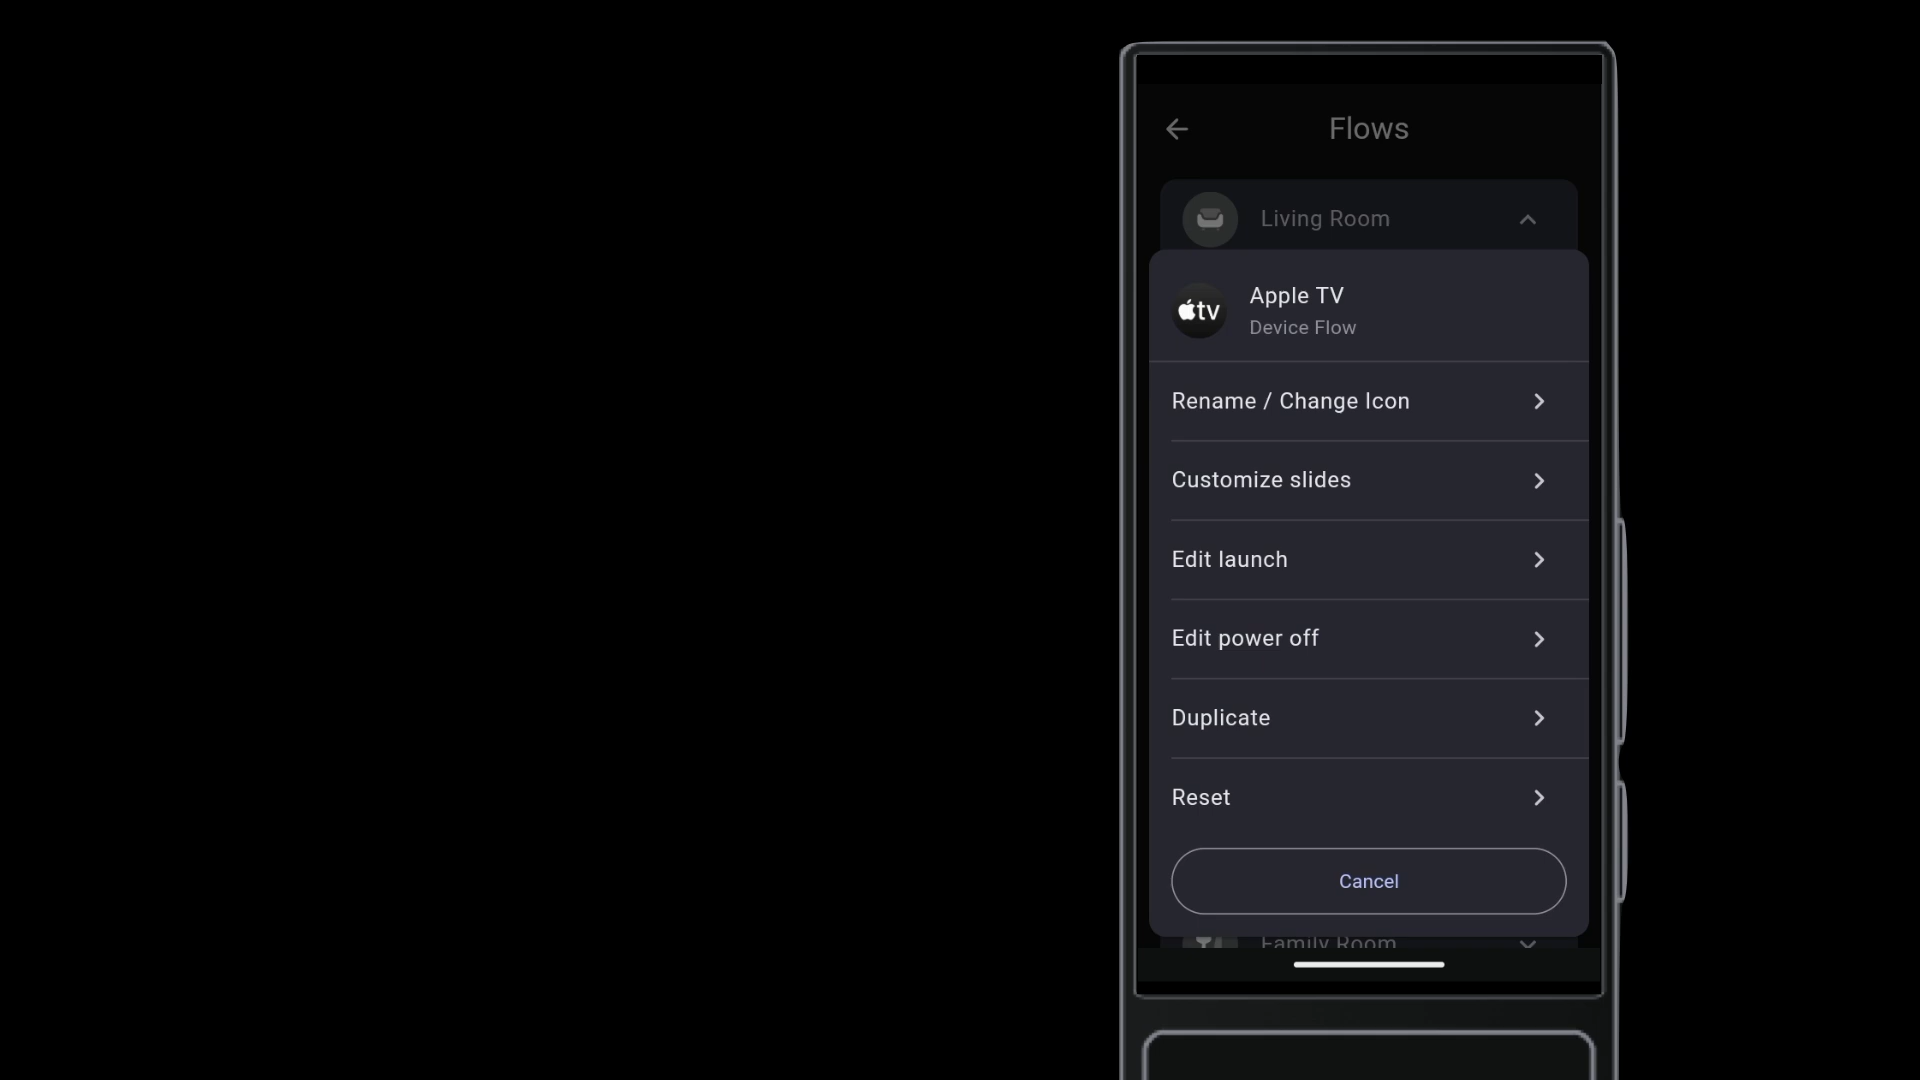 Flows
Living Room
tv
Apple TV
Device Flow
Rename / Change Icon
Customize slides
Edit launch
Edit power off
Duplicate
Reset
Cancel
Family Room